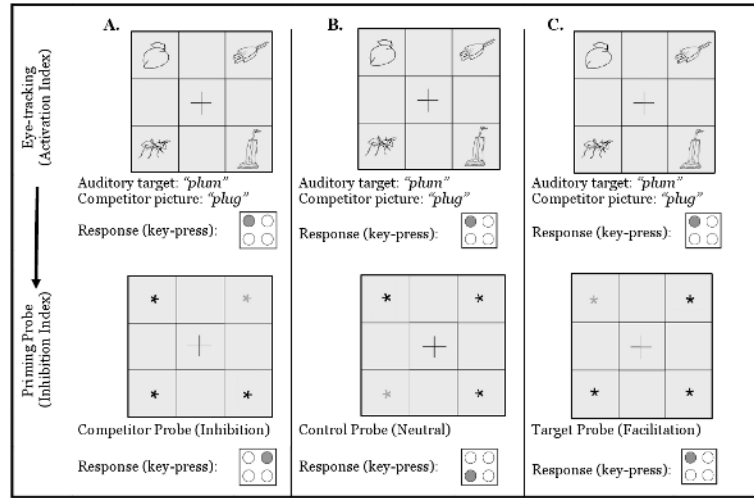 A.
B.
C.
Eye-tracking
(Activation Index)
Auditory target: "plum"
Competitor picture: "plug"
Response (key-press):
Auditory target: "plum"
Competitor picture: "plug"
Response (key-press):
Auditory target: "plum"
Competitor picture: "plug"
Response (key-press):
Priming Probe
(Inhibition Index)
* * * *
* * * *
* * * *
Competitor Probe (Inhibition)
Response (key-press):
Control Probe (Neutral)
Response (key-press):
Target Probe (Facilitation)
Response (key-press):